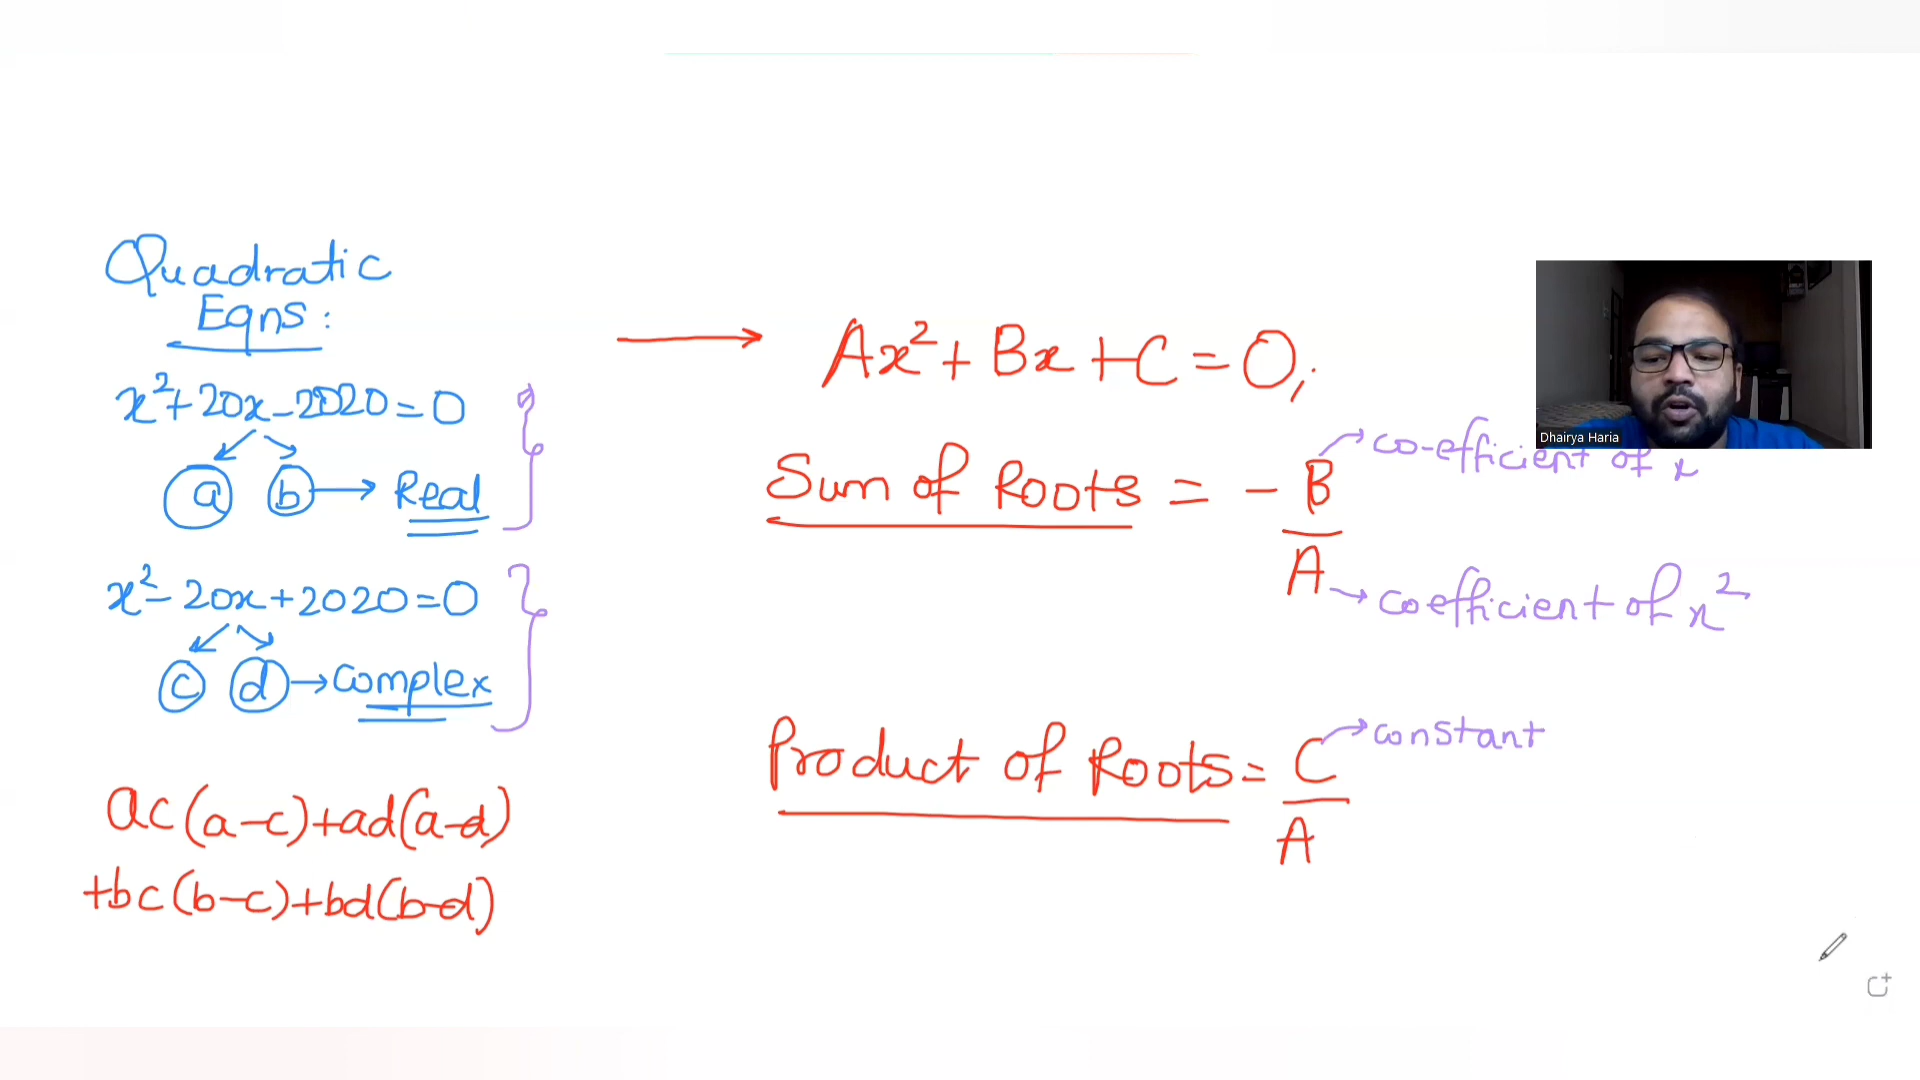 Quadratic
Eqns:
x²+20x-2020=0
a b → Real
x²-20x+2020=0
c d → complex
ac(a-c)+ad(a-d)
+bc(b-c)+bd(b-d)
→ Ax²+Bx+C=0;
Sum of Roots = -B/A
co-efficient of x
coefficient of x²
Product of Roots = C/A
constant
Dhairya Haria